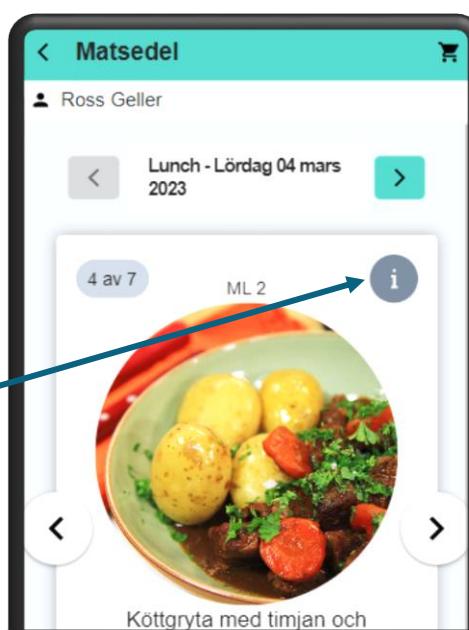 Matsedel
Ross Geller
Lunch - Lördag 04 mars
2023
4 av 7
ML 2
i
Köttgryta med timjan och